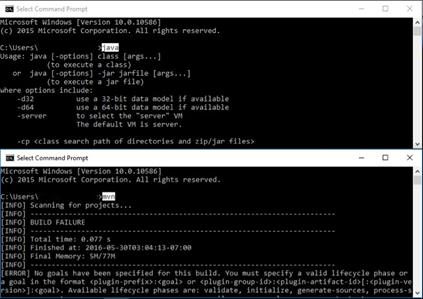 Select Command Prompt
Microsoft Windows [Version 10.0.10586]
(c) 2015 Microsoft Corporation. All rights reserved.
C:\Users\ >java
Usage: java [-options] class [args...]
(to execute a class)
or java [-options] -jar jarfile [args...]
(to execute a jar file)
where options include:
-d32 use a 32-bit data model if available
-d64 use a 64-bit data model if available
-server to select the "server" VM
The default VM is server.
-cp <class search path of directories and zip/jar files>
Select Command Prompt
Microsoft Windows [Version 10.0.10586]
(c) 2015 Microsoft Corporation. All rights reserved.
C:\Users\ >mvn
[INFO] Scanning for projects...
[INFO] ------------------------------------------------------------------------
[INFO] BUILD FAILURE
[INFO] ------------------------------------------------------------------------
[INFO] Total time: 0.077 s
[INFO] Finished at: 2016-05-30T03:04:13-07:00
[INFO] Final Memory: 5M/77M
[INFO] ------------------------------------------------------------------------
[ERROR] No goals have been specified for this build. You must specify a valid lifecycle phase or
a goal in the format <plugin-prefix>:<goal> or <plugin-group-id>:<plugin-artifact-id>[:<plugin-ve
rsion>]:<goal>. Available lifecycle phases are: validate, initialize, generate-sources, process-s